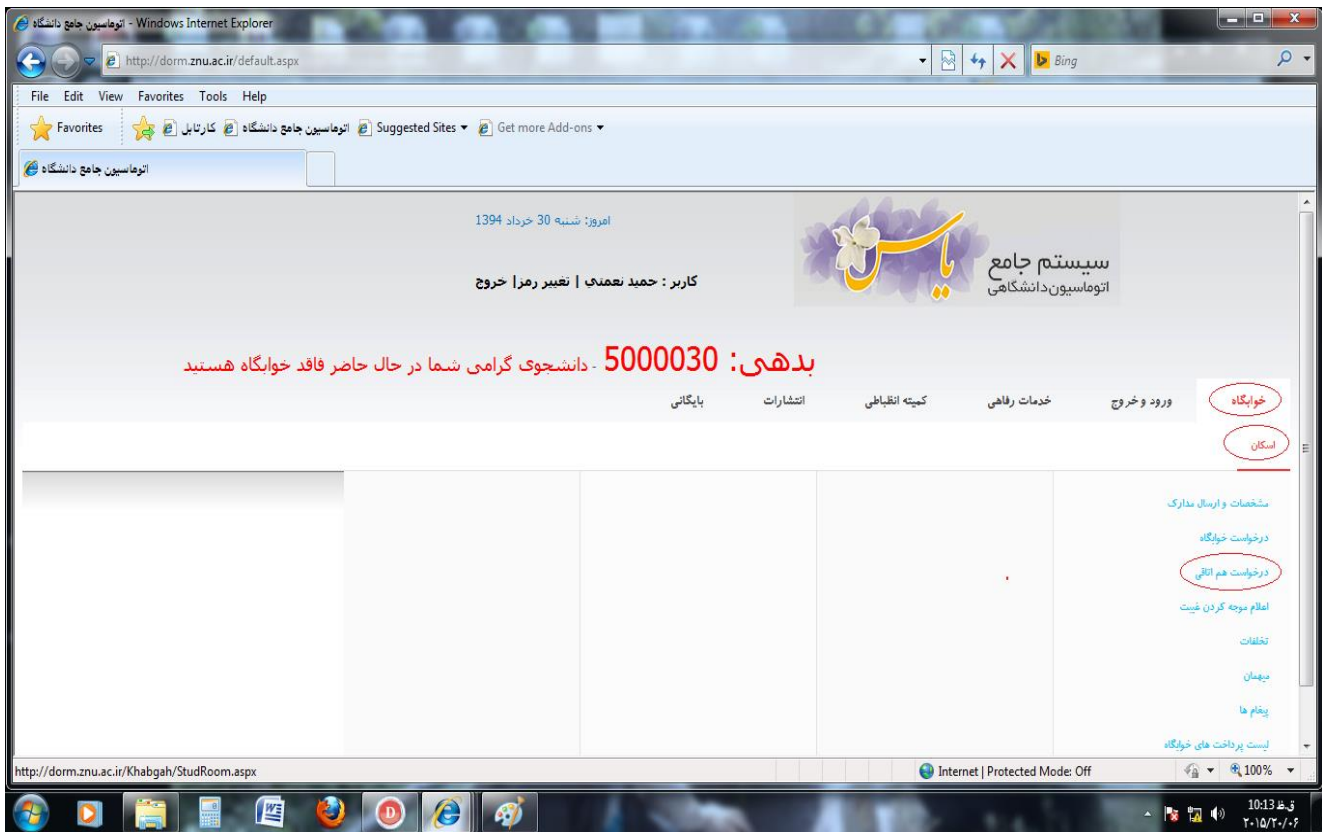 اتوماسیون جامع دانشگاه - Windows Internet Explorer
http://dorm.znu.ac.ir/default.aspx
Bing
File Edit View Favorites Tools Help
Favorites
کارتابل
اتوماسیون جامع دانشگاه
Suggested Sites
Get more Add-ons
اتوماسیون جامع دانشگاه
امروز: شنبه 30 خرداد 1394
یاس
سیستم جامع
اتوماسیون دانشگاهی
کاربر : حمید نعمتي | تغییر رمز| خروج
بدهی: 5000030 - دانشجوی گرامی شما در حال حاضر فاقد خوابگاه هستید
خوابگاه ورود و خروج خدمات رفاهی کمیته انظباطی انتشارات بایگانی
اسکان
مشخصات و ارسال مدارک
درخواست خوابگاه
درخواست هم اتاقی
اعلام موجه کردن غیبت
تخلفات
میهمان
پیغام ها
لیست پرداخت های خوابگاه
http://dorm.znu.ac.ir/Khabgah/StudRoom.aspx
Internet | Protected Mode: Off
100%
10:13 ق.ظ
۲۰۱۵/۲۰/۰۶